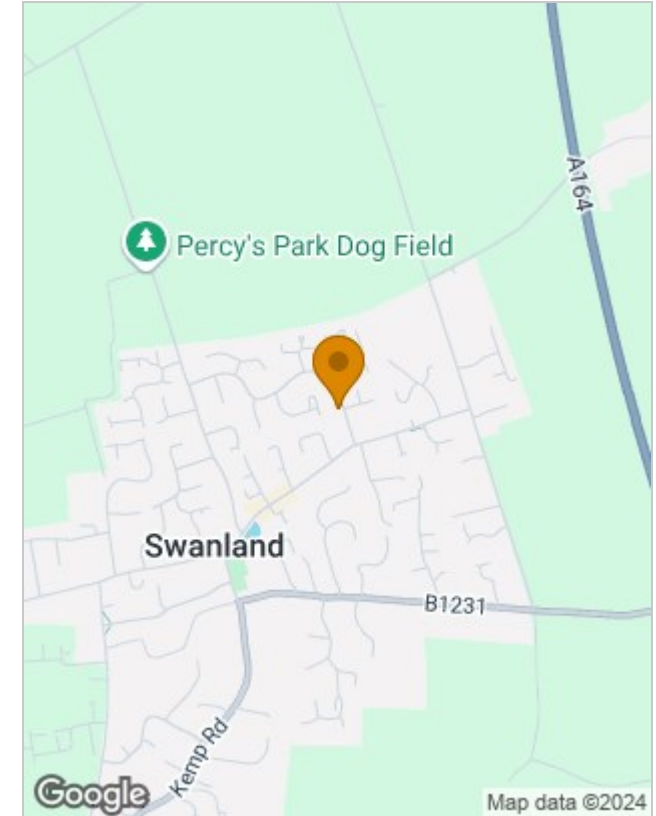 A164
Percy's Park Dog Field
Swanland
B1231
Kemp Rd
Google
Map data ©2024